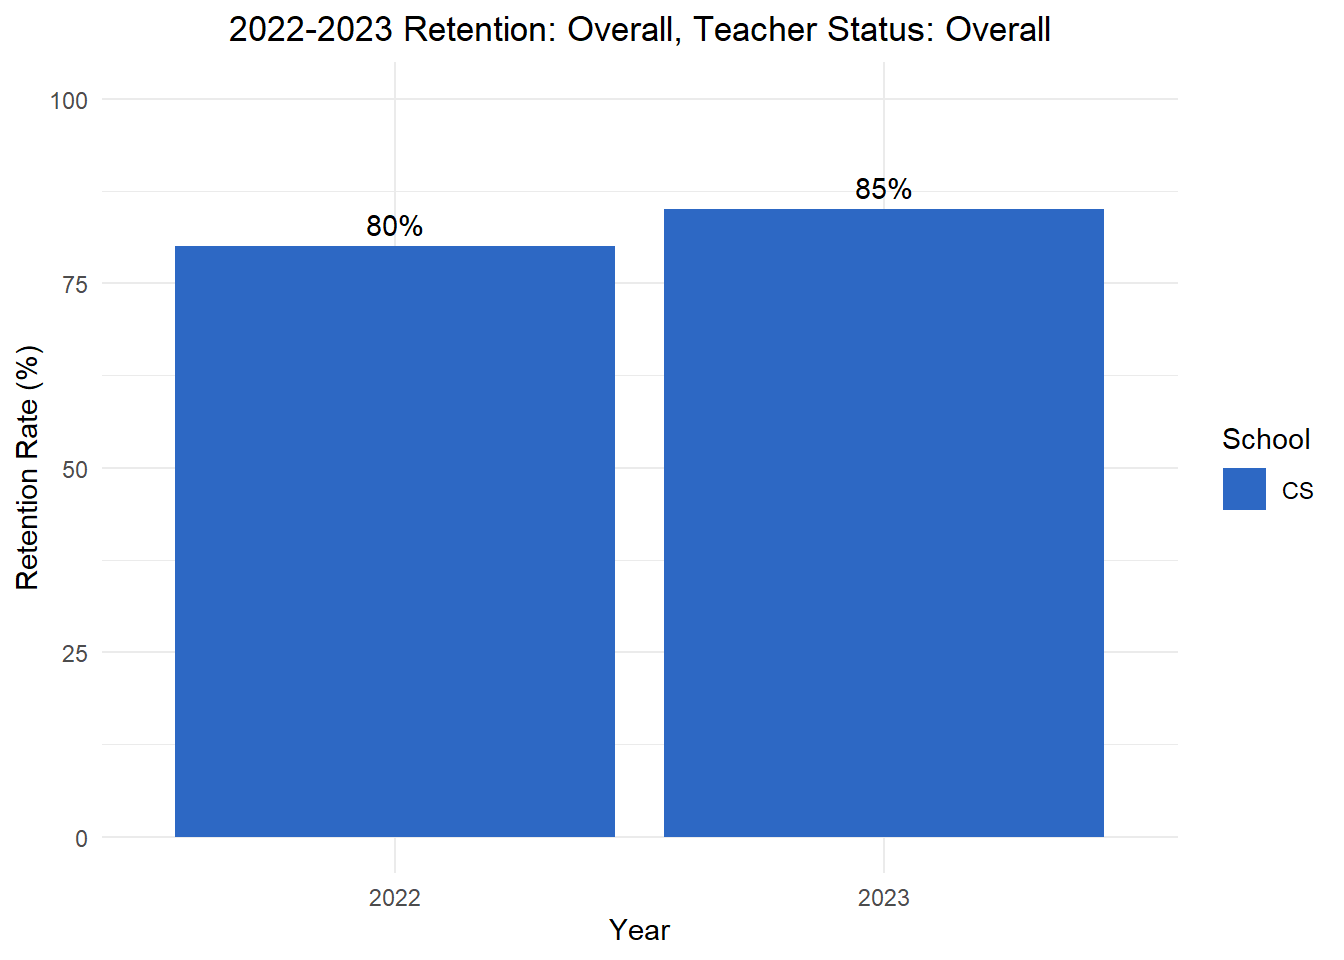 2022-2023 Retention: Overall, Teacher Status: Overall
100
75
50
25
0
Retention Rate (%)
80%
85%
2022
2023
Year
School
CS